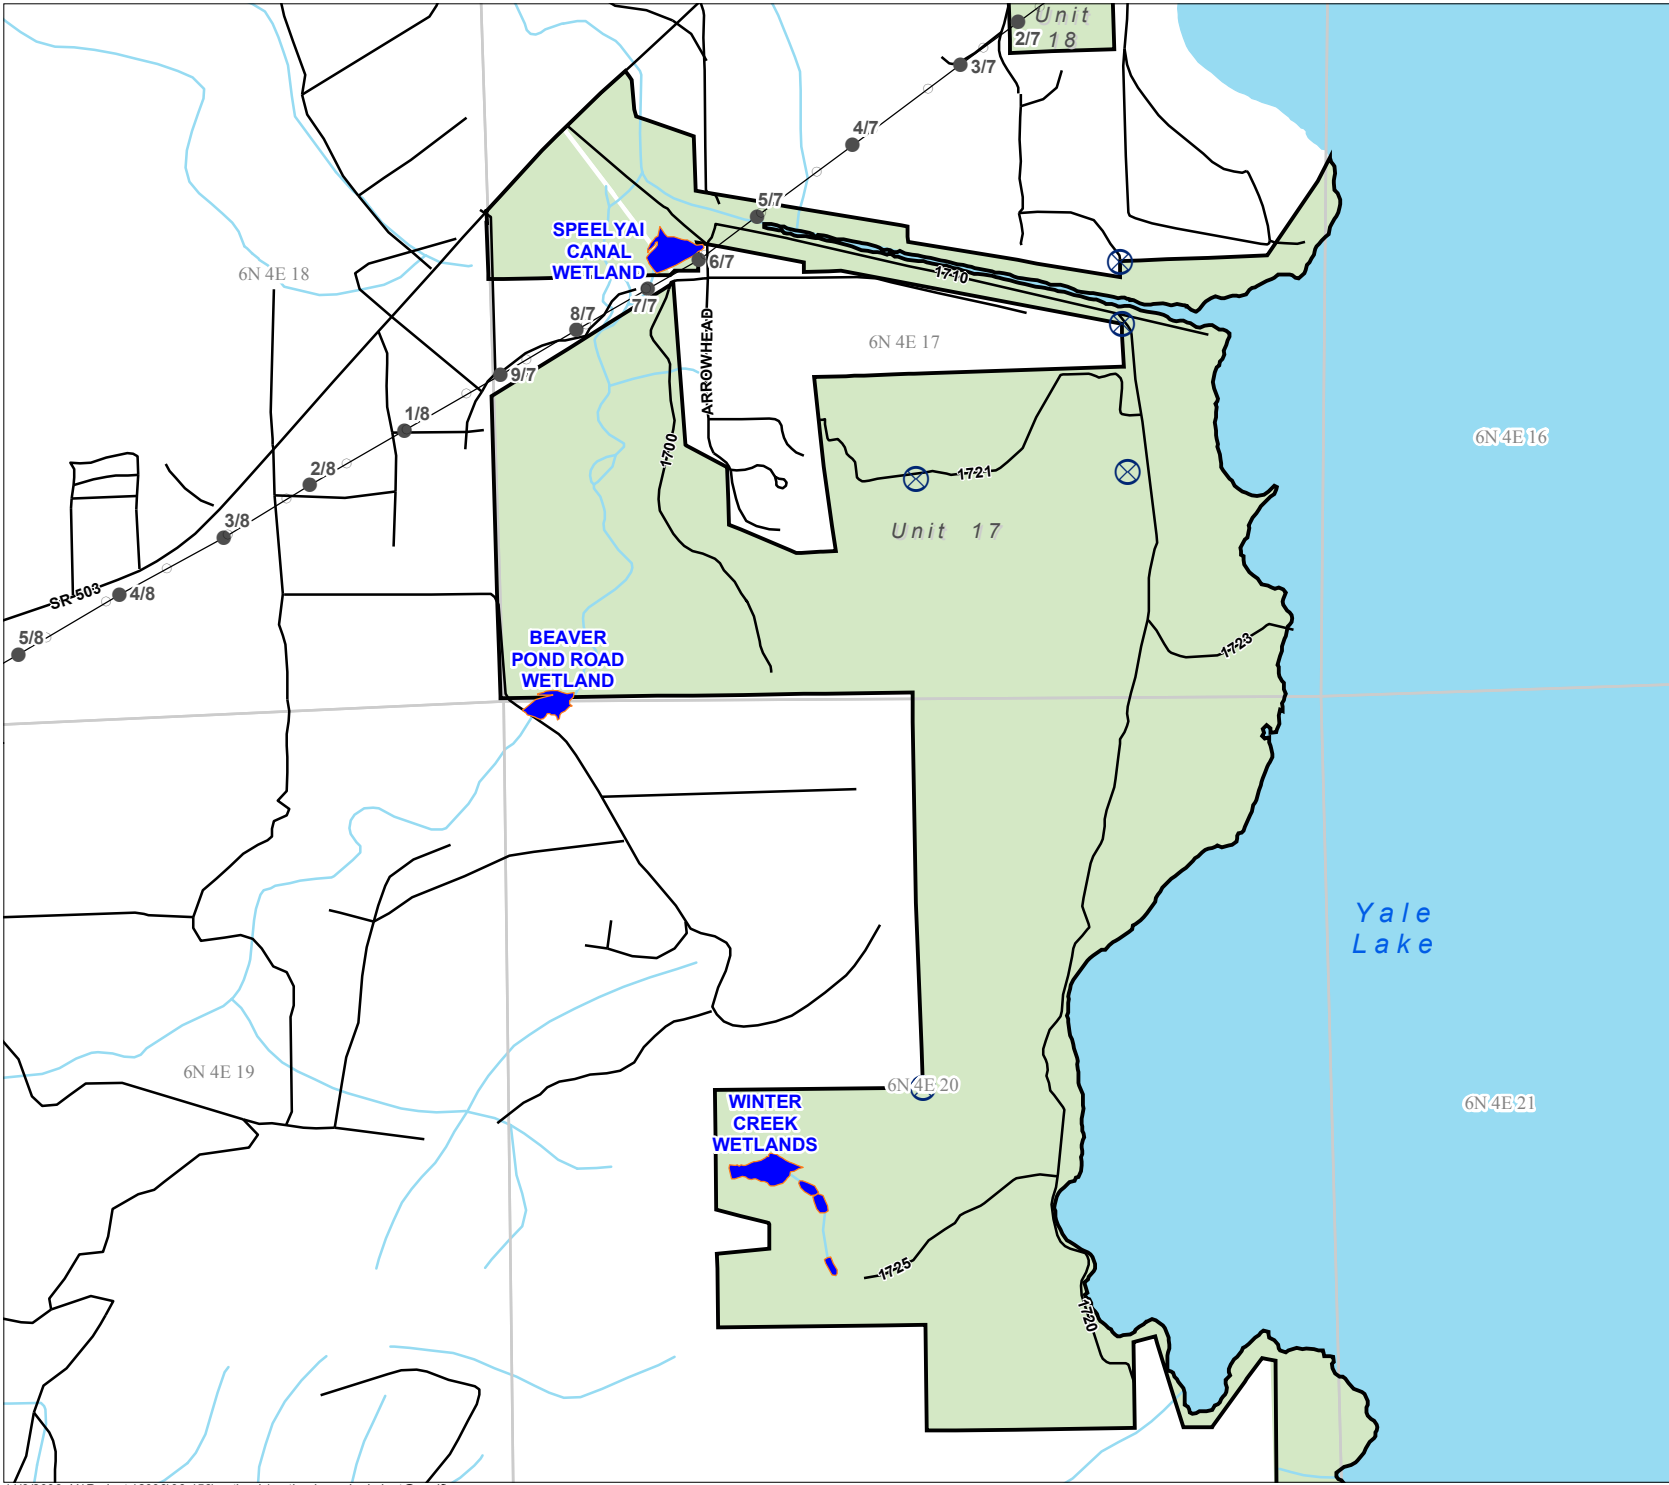 Unit
18
2/7
3/7
4/7
5/7
SPEELYAI
CANAL
WETLAND
6/7
6N 4E 18
1710
7/7
8/7
ARROWHEAD
6N 4E 17
9/7
1/8
6N 4E 16
1700
2/8
1721
3/8
Unit 17
SR 503
4/8
5/8
BEAVER
POND ROAD
WETLAND
1723
Yale
Lake
6N 4E 19
6N 4E 20
6N 4E 21
WINTER
CREEK
WETLANDS
1725
1720